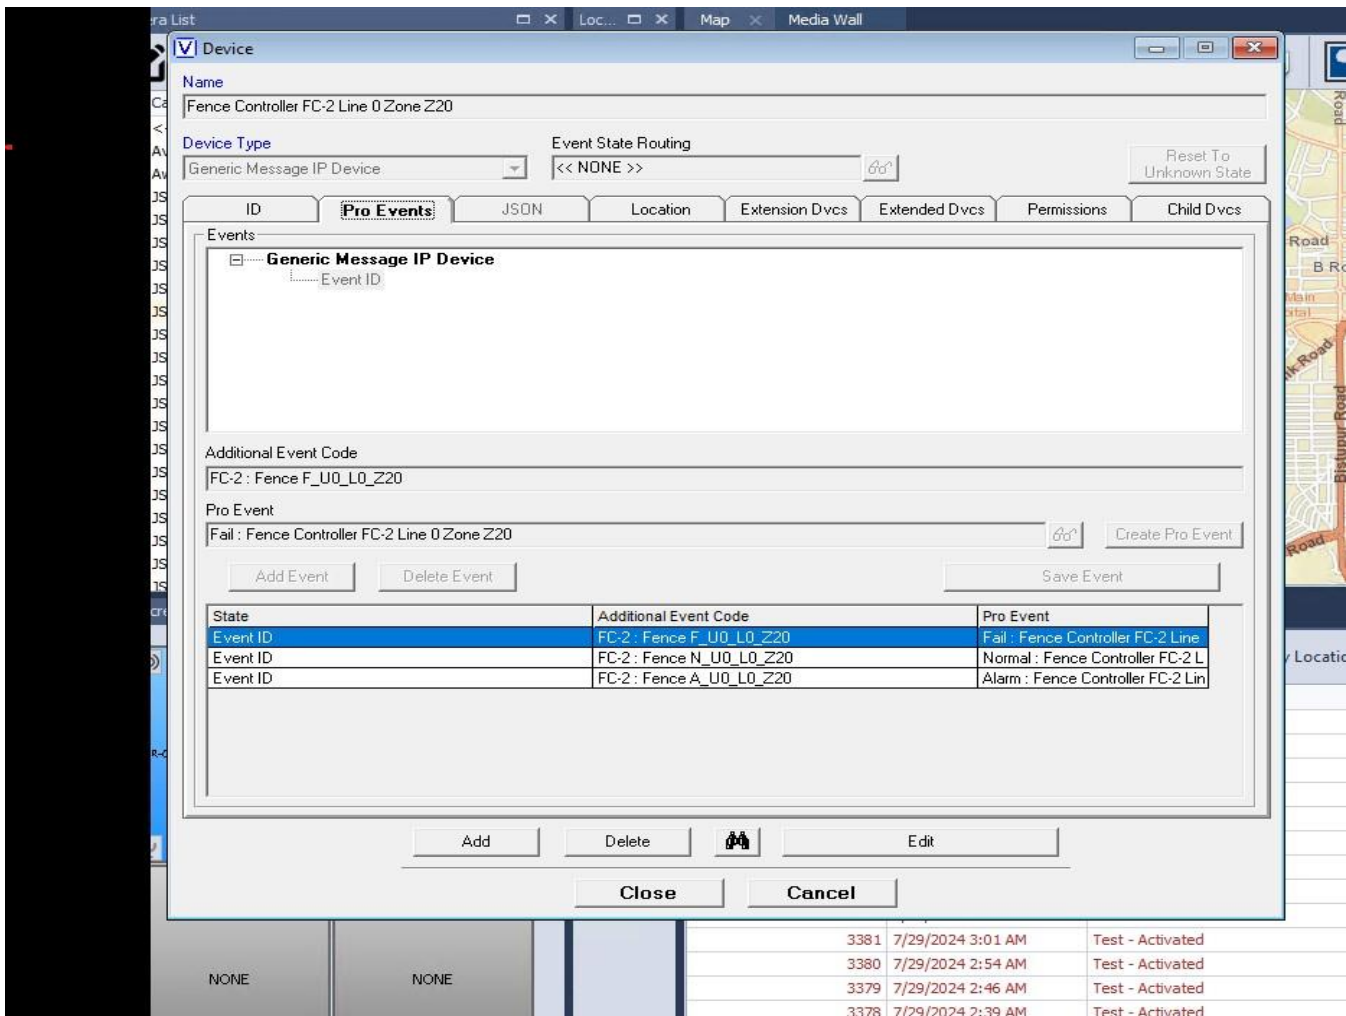 era List
Loc...
Map
Media Wall
Device
Name
Fence Controller FC-2 Line 0 Zone Z20
Device Type
Event State Routing
Generic Message IP Device
<< NONE >>
Reset To
Unknown State
ID
Pro Events
JSON
Location
Extension Dvcs
Extended Dvcs
Permissions
Child Dvcs
Events
Generic Message IP Device
Event ID
Additional Event Code
FC-2 : Fence F_U0_L0_Z20
Pro Event
Fail : Fence Controller FC-2 Line 0 Zone Z20
Create Pro Event
Add Event
Delete Event
Save Event
State
Additional Event Code
Pro Event
Event ID
FC-2 : Fence F_U0_L0_Z20
Fail : Fence Controller FC-2 Line
Event ID
FC-2 : Fence N_U0_L0_Z20
Normal : Fence Controller FC-2 L
Event ID
FC-2 : Fence A_U0_L0_Z20
Alarm : Fence Controller FC-2 Lin
Add
Delete
Edit
Close
Cancel
Road
Road
B Ro
Main
Road
Bistupur Road
Road
y Locatio
3381 7/29/2024 3:01 AM Test - Activated
3380 7/29/2024 2:54 AM Test - Activated
3379 7/29/2024 2:46 AM Test - Activated
3378 7/29/2024 2:39 AM Test - Activated
NONE
NONE